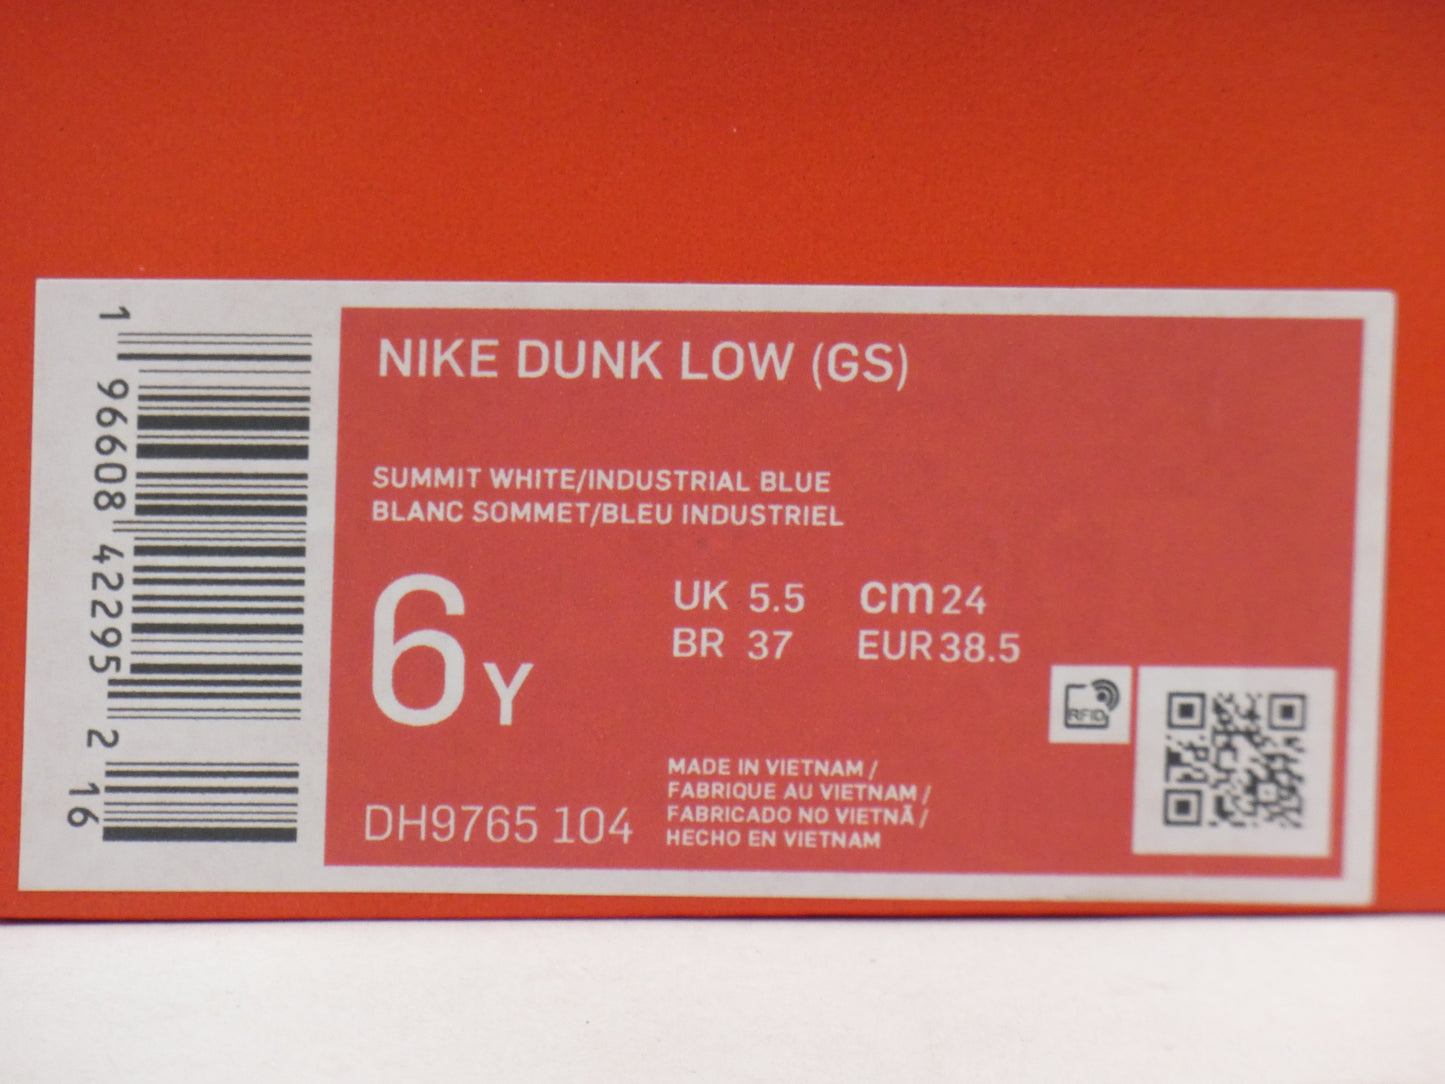 1 96608 42295 2 16
NIKE DUNK LOW (GS)
SUMMIT WHITE/INDUSTRIAL BLUE
BLANC SOMMET/BLEU INDUSTRIEL
6Y
UK 5.5 cm 24
BR 37 EUR 38.5
RFID
DH9765 104
MADE IN VIETNAM /
FABRIQUE AU VIETNAM /
FABRICADO NO VIETNÃ /
HECHO EN VIETNAM